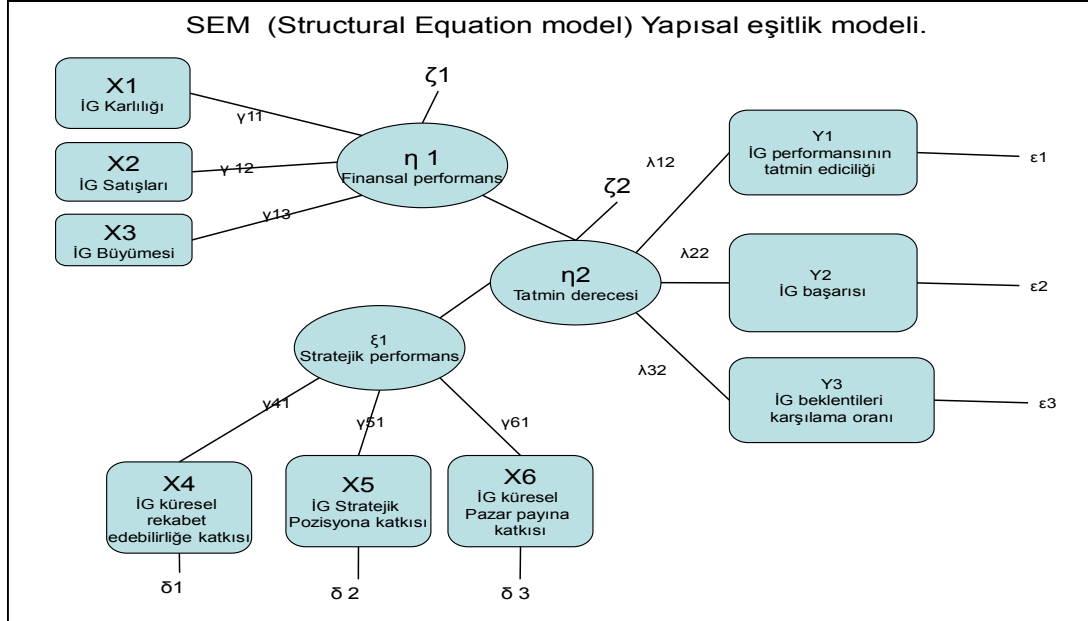 SEM (Structural Equation model) Yapısal eşitlik modeli.
X1
İG Karlılığı
γ11
X2
İG Satışları
γ 12
X3
İG Büyümesi
γ13
ζ1
η 1
Finansal performans
ζ2
η2
Tatmin derecesi
ξ1
Stratejik performans
λ12
Y1
İG performansının
tatmin ediciliği
ε1
λ22
Y2
İG başarısı
ε2
λ32
Y3
İG beklentileri
karşılama oranı
ε3
γ41
γ51
γ61
X4
İG küresel
rekabet
edebilirliğe katkısı
X5
İG Stratejik
Pozisyona katkısı
X6
İG küresel
Pazar payına
katkısı
δ1
δ 2
δ 3